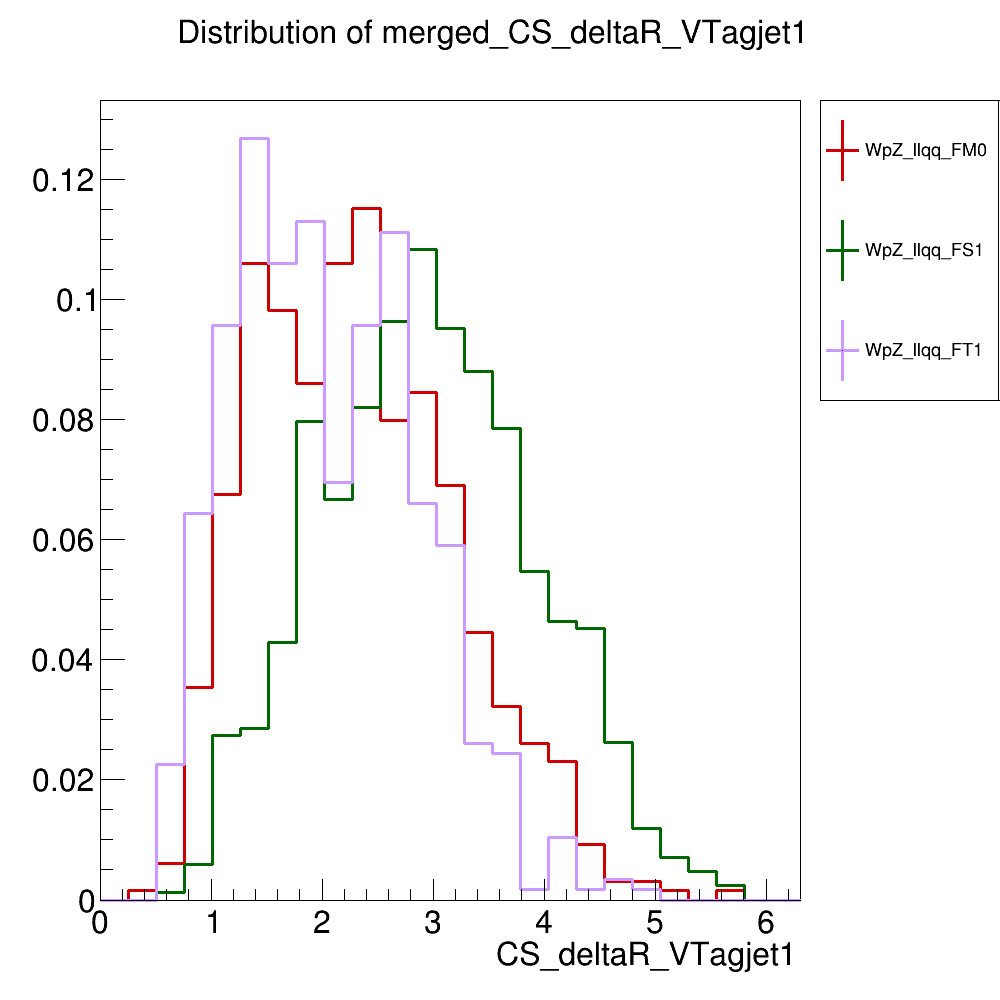 Distribution of merged_CS_deltaR_VTagjet1
WpZ_llqq_FM0
WpZ_llqq_FS1
WpZ_llqq_FT1
0.12
0.1
0.08
0.06
0.04
0.02
0
0 1 2 3 4 5 6
CS_deltaR_VTagjet1